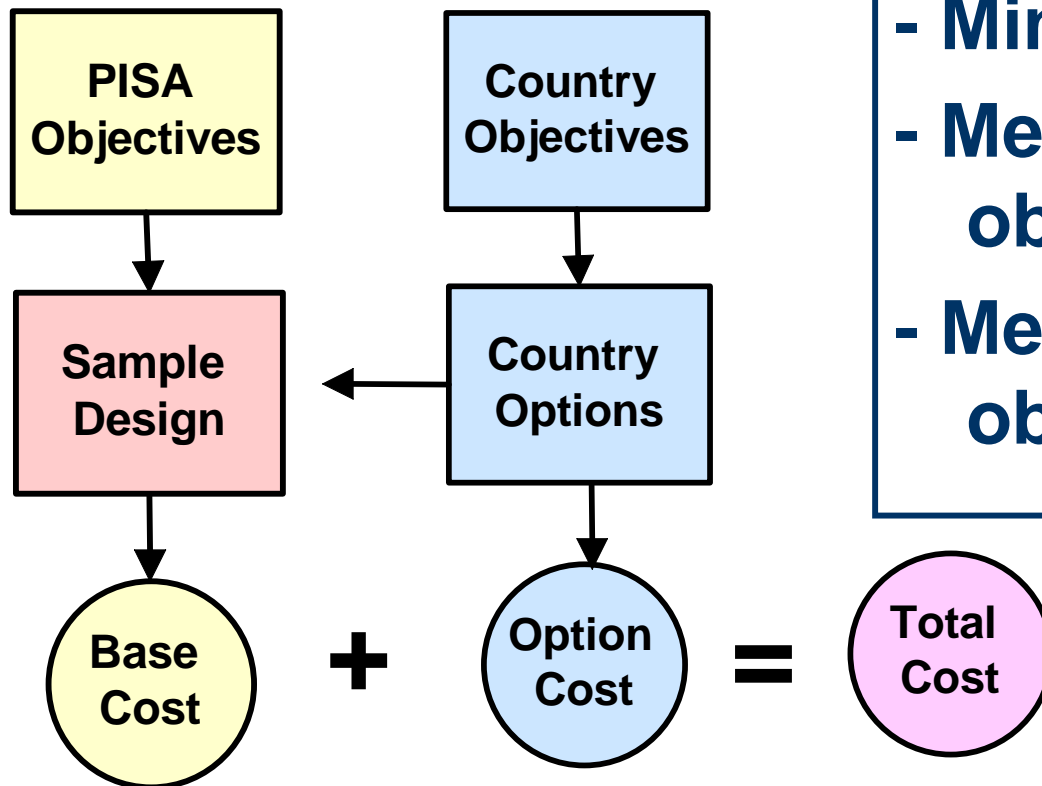 PISA
Objectives
Country
Objectives
Sample
Design
Country
Options
Base
Cost
+
Option
Cost
=
Total
Cost
-
-
-